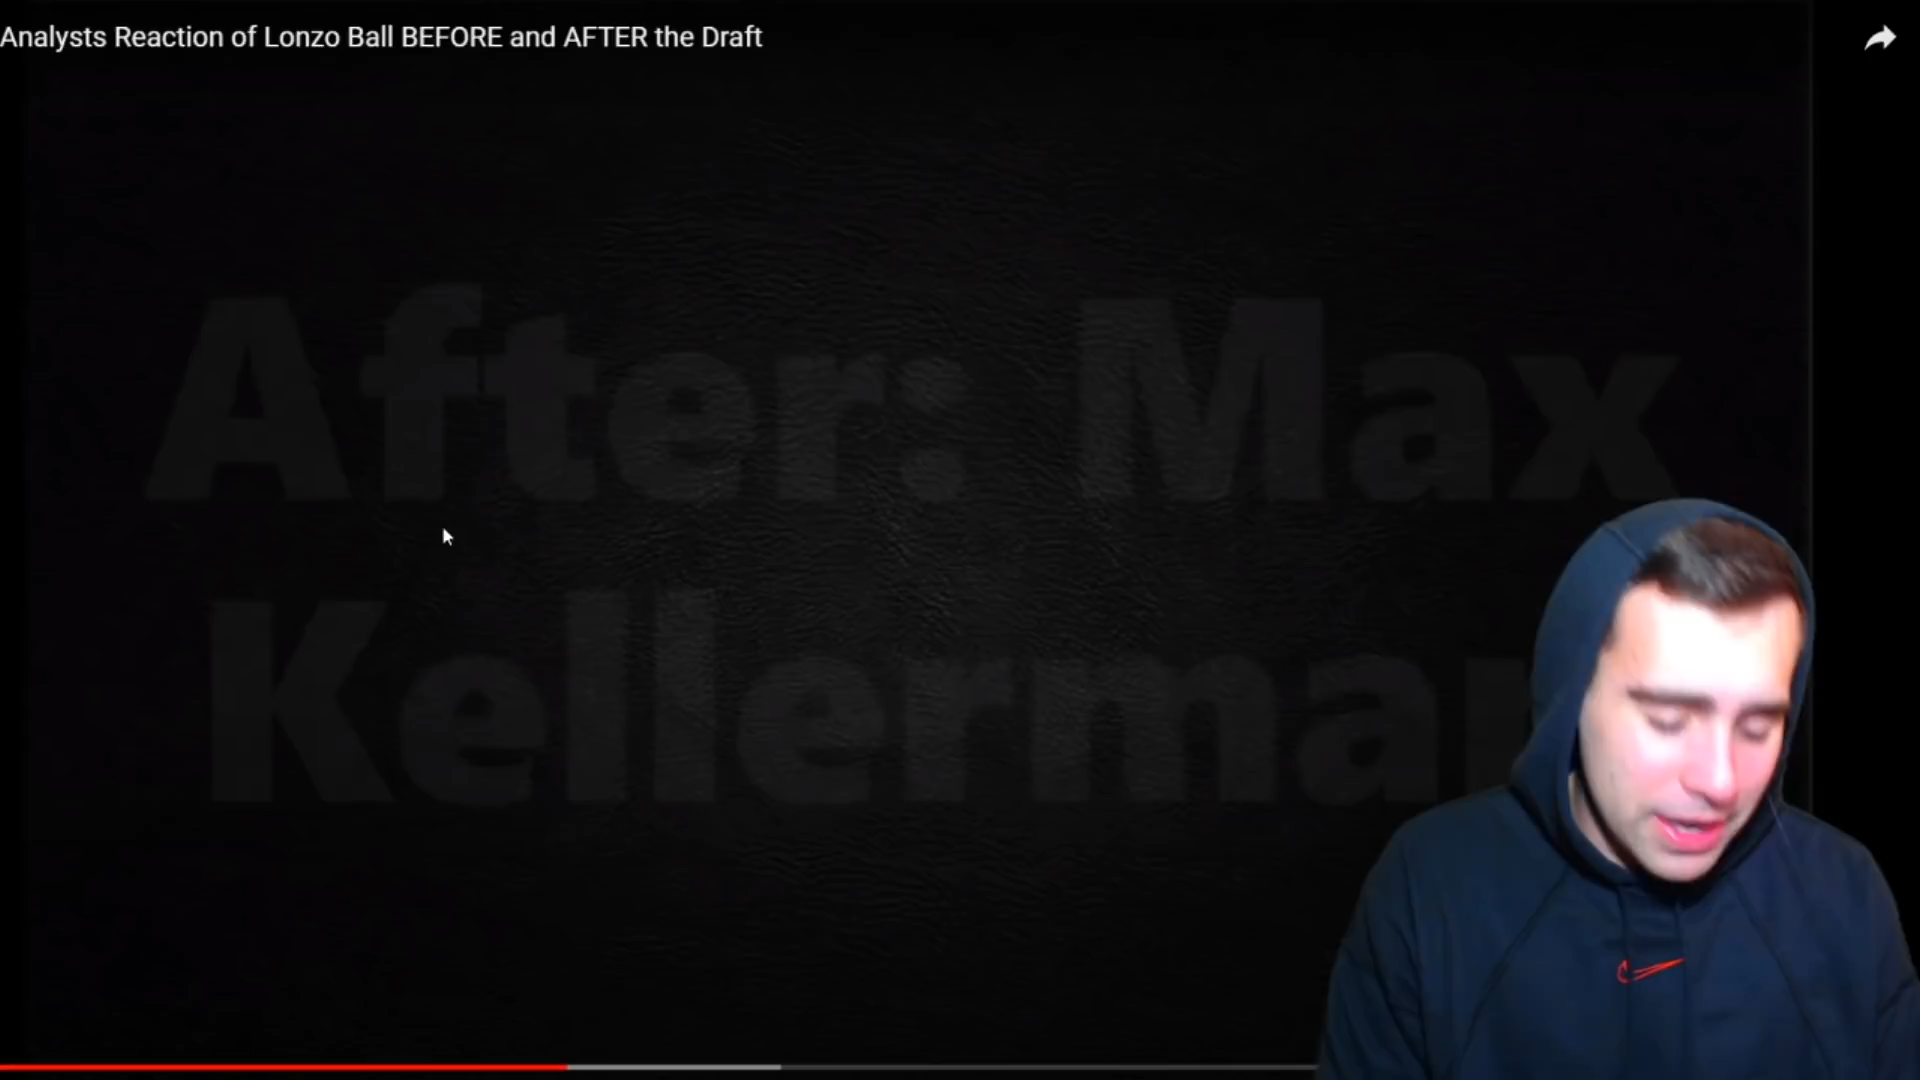 Analysts Reaction of Lonzo Ball BEFORE and AFTER the Draft
After: Max